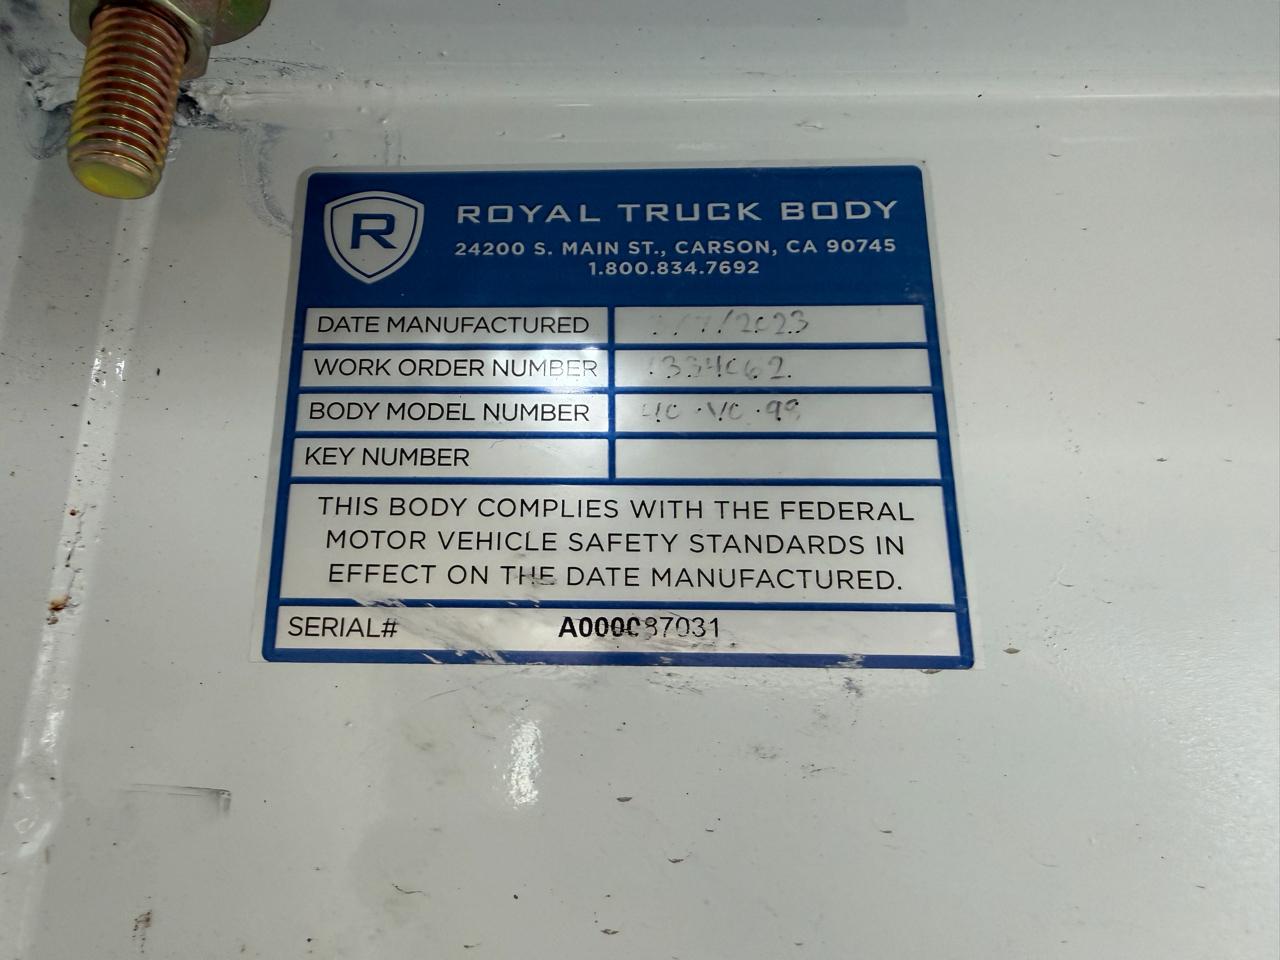 R
ROYAL TRUCK BODY
24200 S. MAIN ST., CARSON, CA 90745
1.800.834.7692
DATE MANUFACTURED
WORK ORDER NUMBER
BODY MODEL NUMBER
KEY NUMBER
THIS BODY COMPLIES WITH THE FEDERAL
MOTOR VEHICLE SAFETY STANDARDS IN
EFFECT ON THE DATE MANUFACTURED.
SERIAL# A000087031